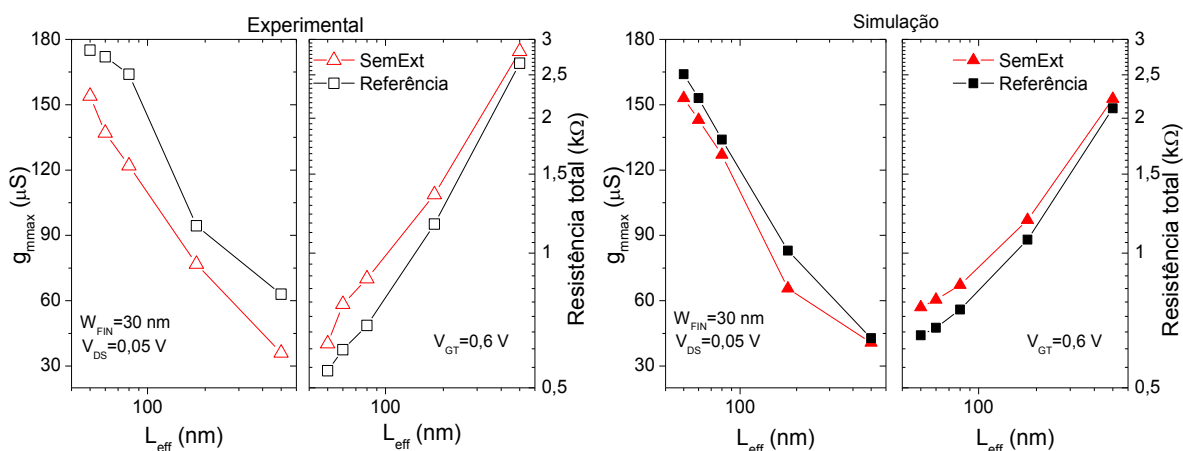 Experimental
180
150
120
90
60
30
g_mmax (μS)
W_FIN=30 nm
V_DS=0,05 V
100
L_eff (nm)
SemExt
Referência
V_GT=0,6 V
100
L_eff (nm)
3
2,5
2
1,5
1
0,5
Resistência total (kΩ)
Simulação
180
150
120
90
60
30
g_mmax (μS)
W_FIN=30 nm
V_DS=0,05 V
100
L_eff (nm)
SemExt
Referência
V_GT=0,6 V
100
L_eff (nm)
3
2,5
2
1,5
1
0,5
Resistência total (kΩ)